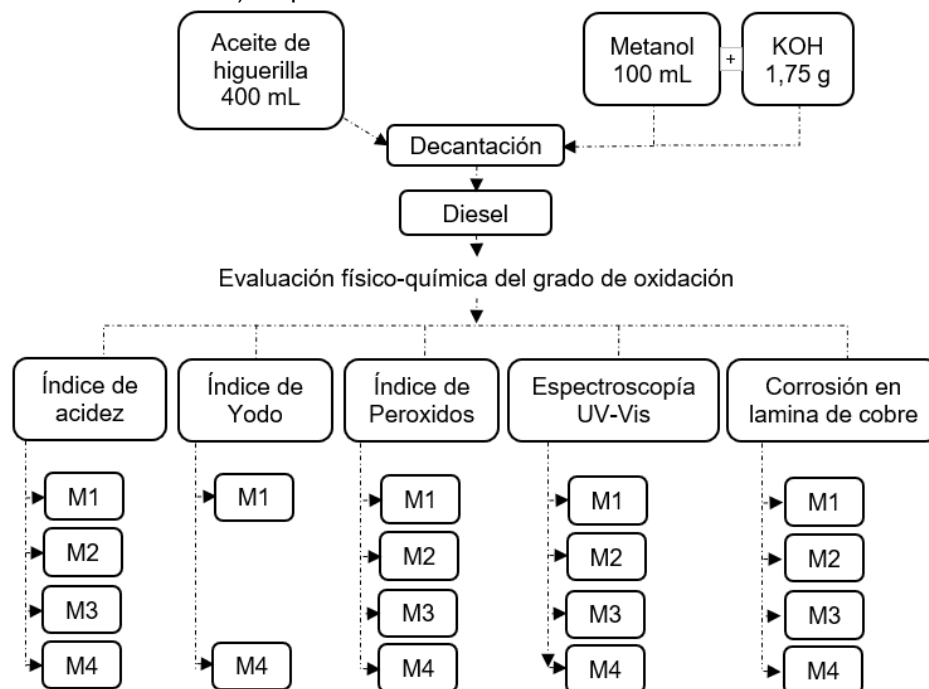 Aceite de
higuerilla
400 mL
Metanol
100 mL
+
KOH
1,75 g
Decantación
Diesel
Evaluación físico-química del grado de oxidación
Índice de
acidez
Índice de
Yodo
Índice de
Peroxidos
Espectroscopía
UV-Vis
Corrosión en
lamina de cobre
M1
M2
M3
M4
M1
M4
M1
M2
M3
M4
M1
M2
M3
M4
M1
M2
M3
M4